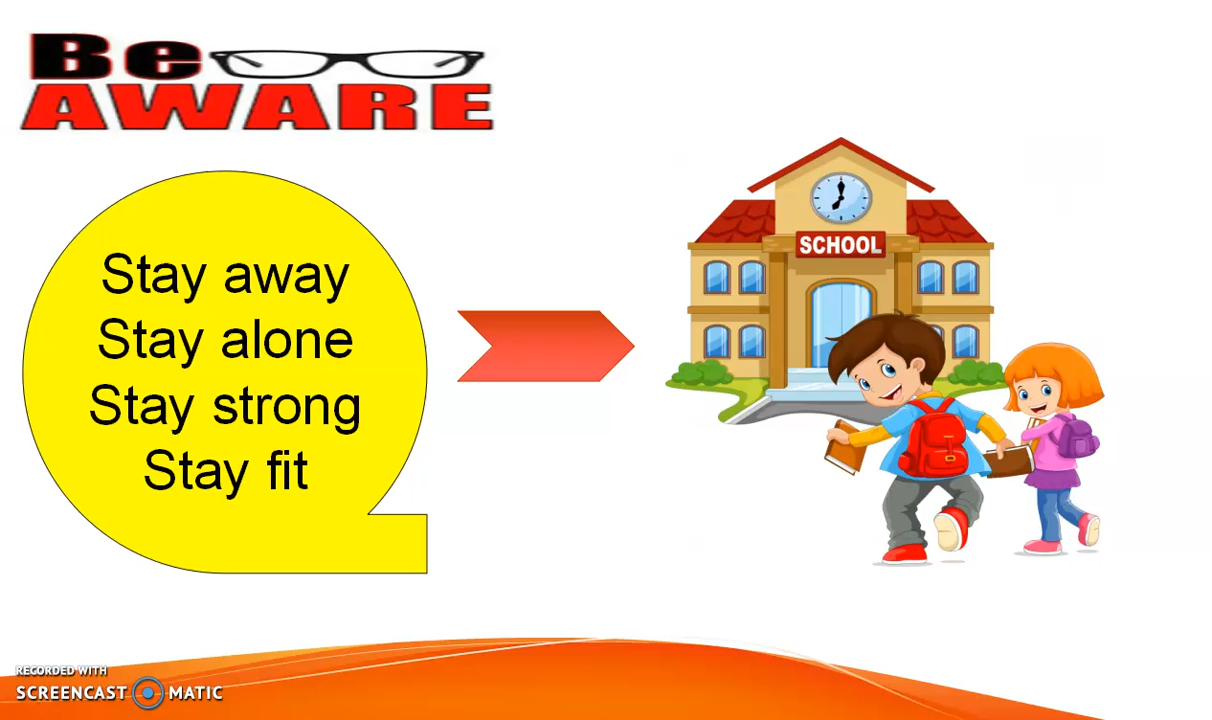 Be
AWARE
Stay away
Stay alone
Stay strong
Stay fit
SCHOOL
RECORDED WITH
SCREENCAST MATIC